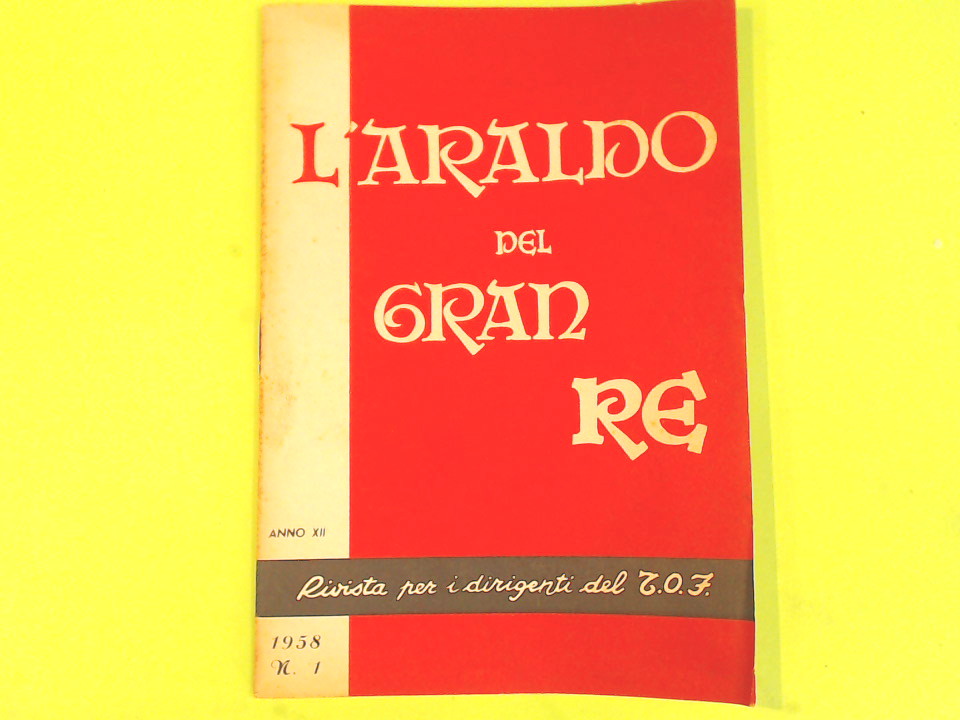 L'ARALDO
DEL
GRAN
RE
ANNO XII
Rivista per i dirigenti del T.O.F.
1958
N. 1